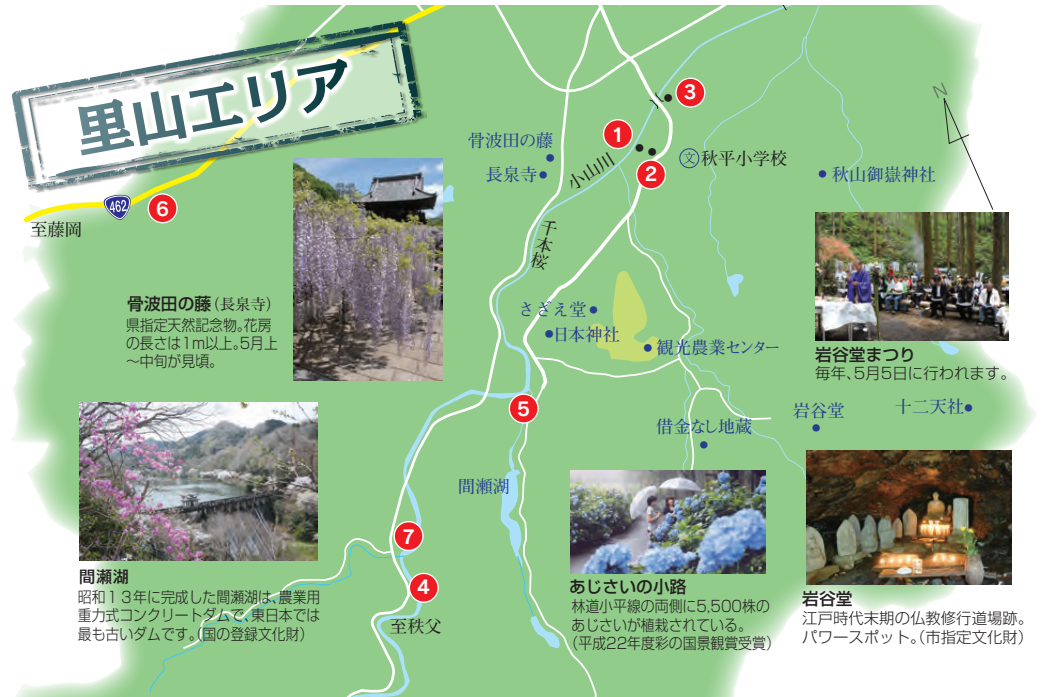 里山エリア
462
6
至藤岡
骨波田の藤
長泉寺
小山川
1
2
3
文
秋平小学校
秋山御嶽神社
N
千本桜
さざえ堂
日本神社
観光農業センター
骨波田の藤(長泉寺)
県指定天然記念物。花房
の長さは1m以上。5月上
~中旬が見頃。
岩谷堂まつり
毎年、5月5日に行われます。
5
借金なし地蔵
岩谷堂
十二天社
間瀬湖
7
4
至秩父
間瀬湖
昭和13年に完成した間瀬湖は、農業用
重力式コンクリートダムで、東日本では
最も古いダムです。(国の登録文化財)
あじさいの小路
林道小平線の両側に5,500株の
あじさいが植栽されている。
(平成22年度彩の国景観賞受賞)
岩谷堂
江戸時代末期の仏教修行道場跡。
パワースポット。(市指定文化財)